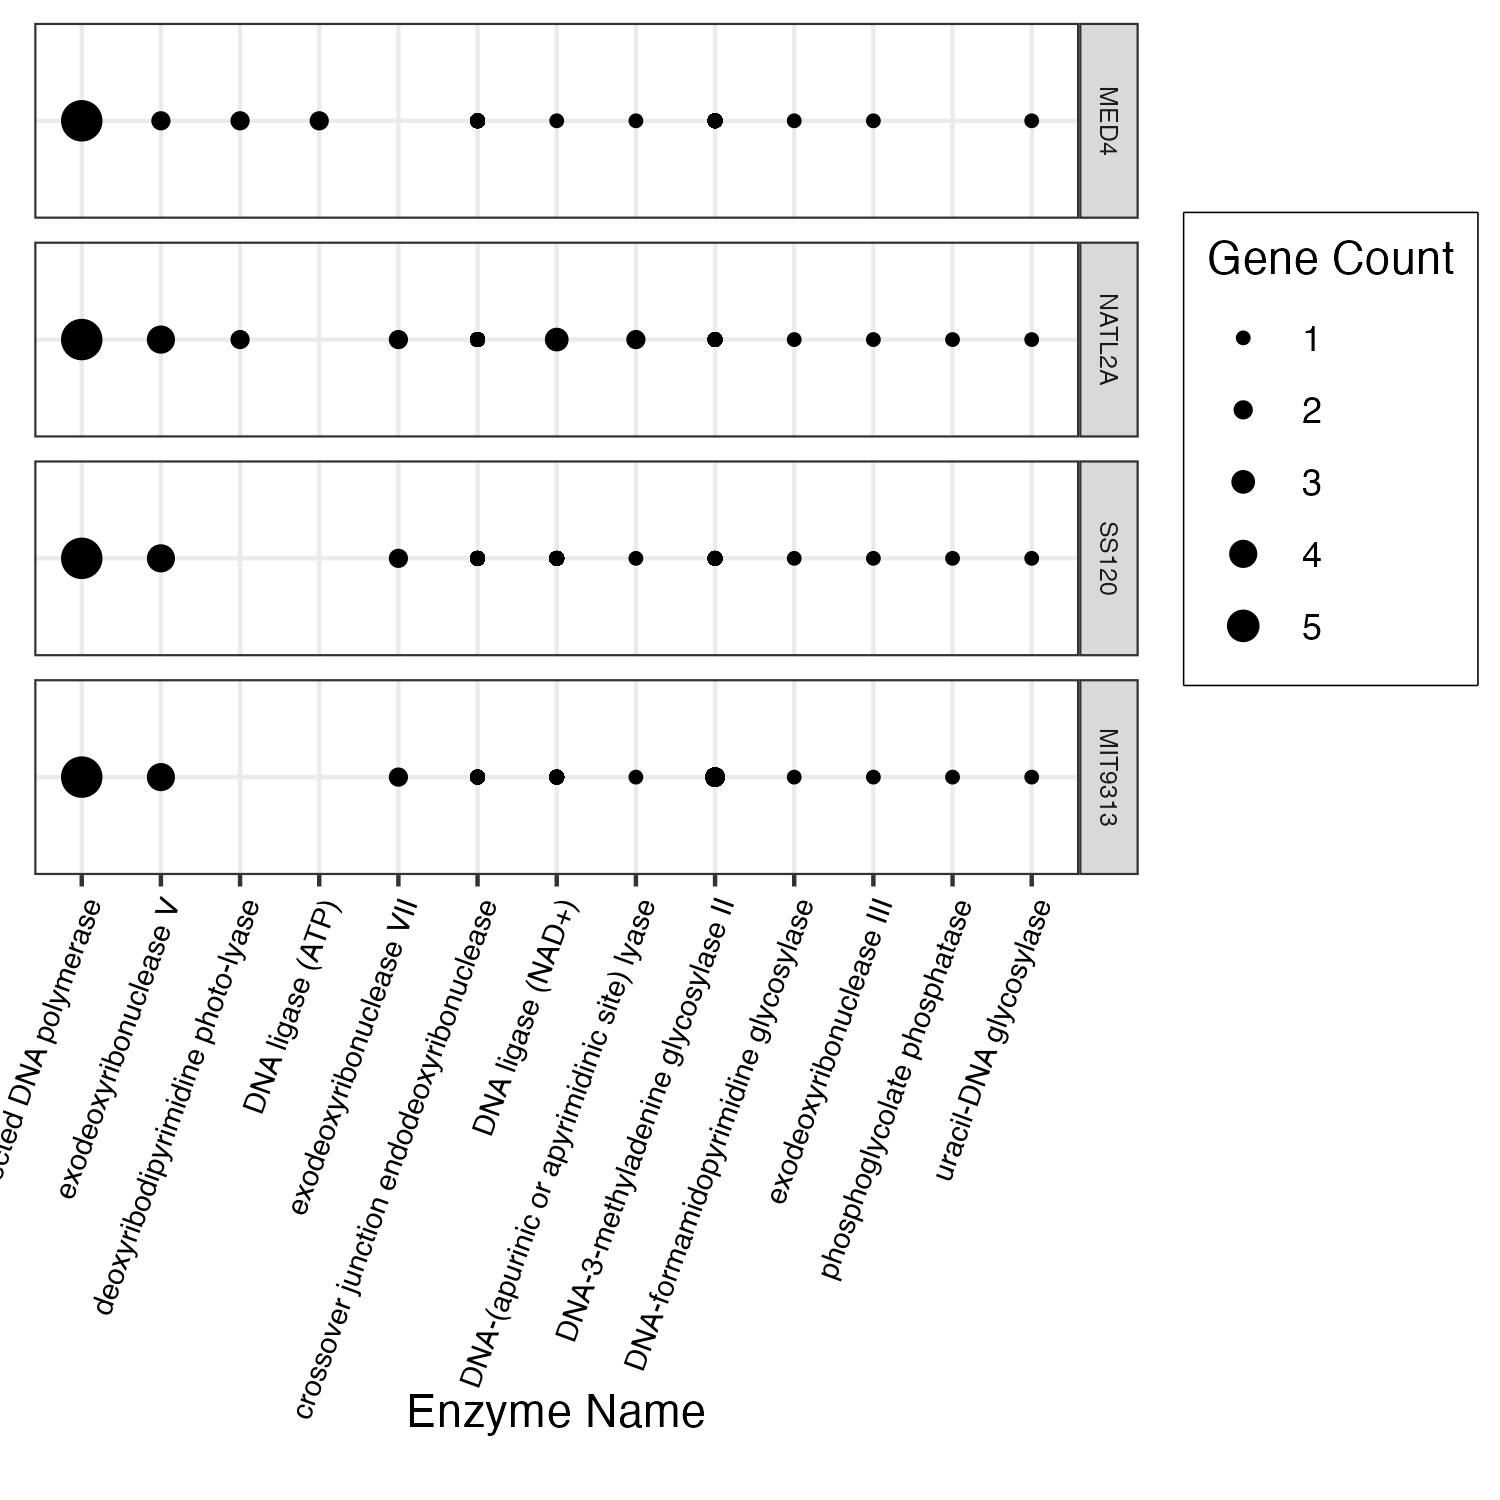 MED4
NATL2A
SS120
MIT9313
Gene Count
1
2
3
4
5
DNA polymerase
exodeoxyribonuclease V
deoxyribodipyrimidine photo-lyase
DNA ligase (ATP)
exodeoxyribonuclease VII
crossover junction endodeoxyribonuclease
DNA ligase (NAD+)
DNA-(apurinic or apyrimidinic site) lyase
DNA-3-methyladenine glycosylase II
DNA-formamidopyrimidine glycosylase
exodeoxyribonuclease III
phosphoglycolate phosphatase
uracil-DNA glycosylase
Enzyme Name